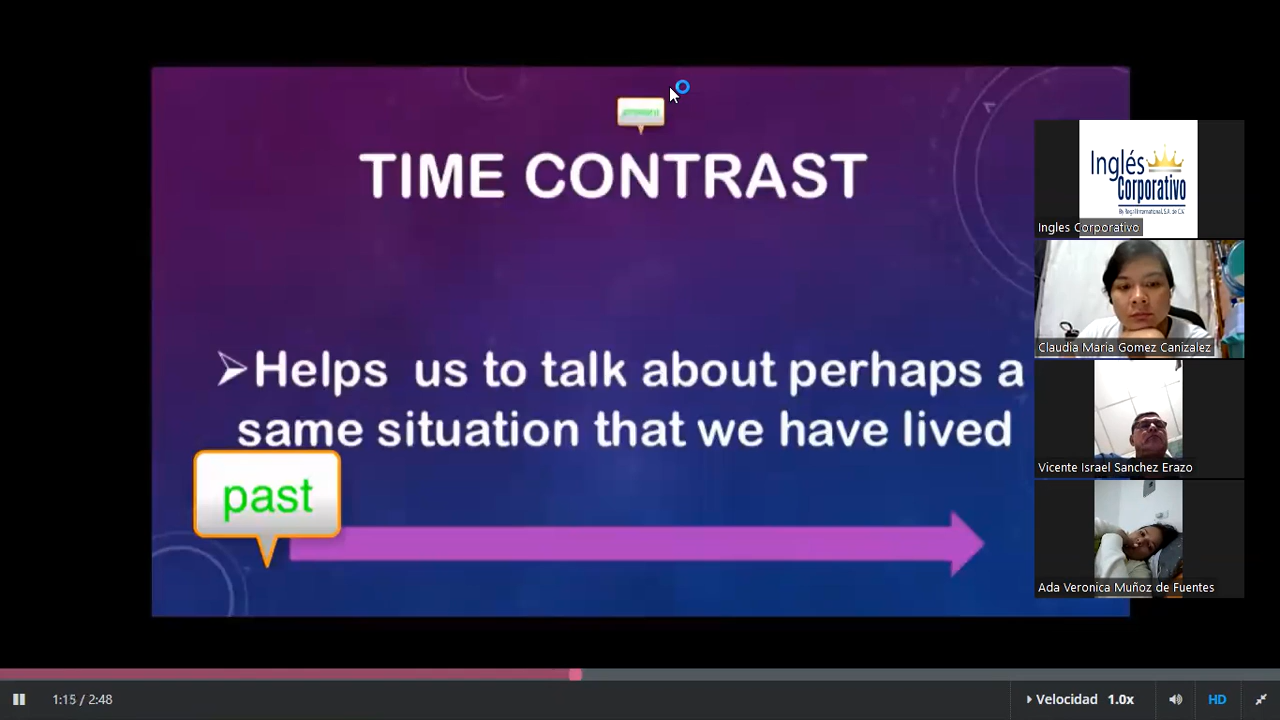 TIME CONTRAST
➢Helps us to talk about perhaps a
same situation that we have lived
past
Inglés
Corporativo
Ingles Corporativo
Claudia Maria Gomez Canizalez
Vicente Israel Sanchez Erazo
Ada Veronica Muñoz de Fuentes
1:15 / 2:48
Velocidad 1.0x
HD